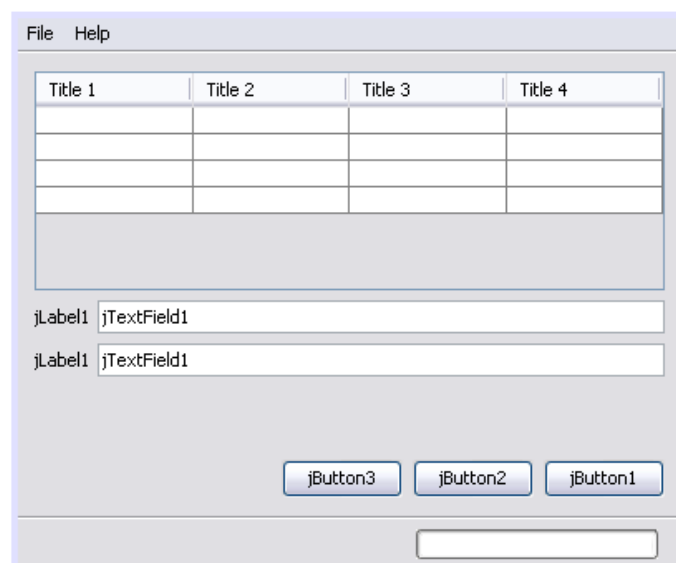 File Help
Title 1 Title 2 Title 3 Title 4
jLabel1 jTextField1
jLabel1 jTextField1
jButton3 jButton2 jButton1